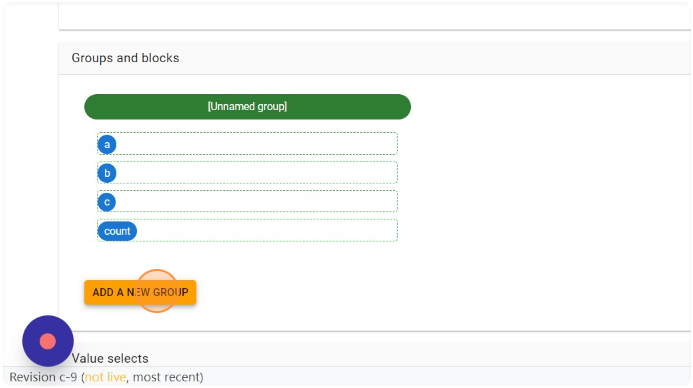 Groups and blocks
[Unnamed group]
a
b
c
count
ADD A NEW GROUP
Value selects
Revision c-9 (not live, most recent)